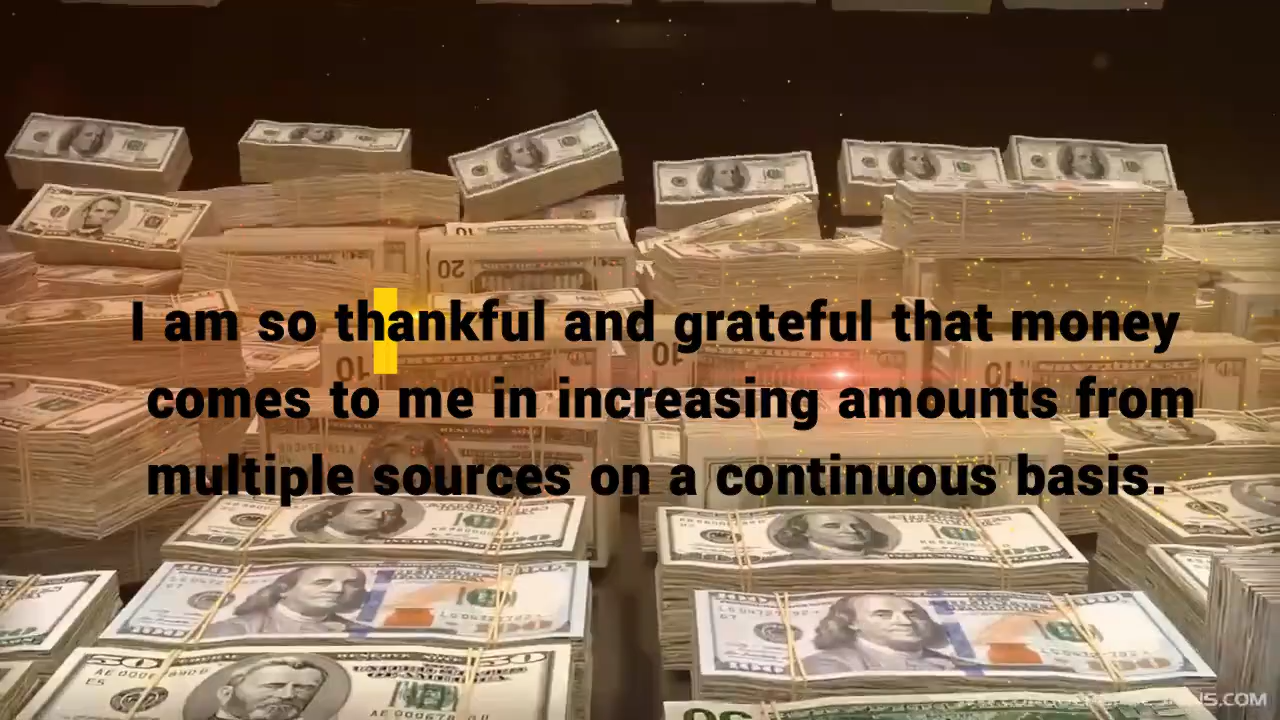 I am so thankful and grateful that money
comes to me in increasing amounts from
multiple sources on a continuous basis.